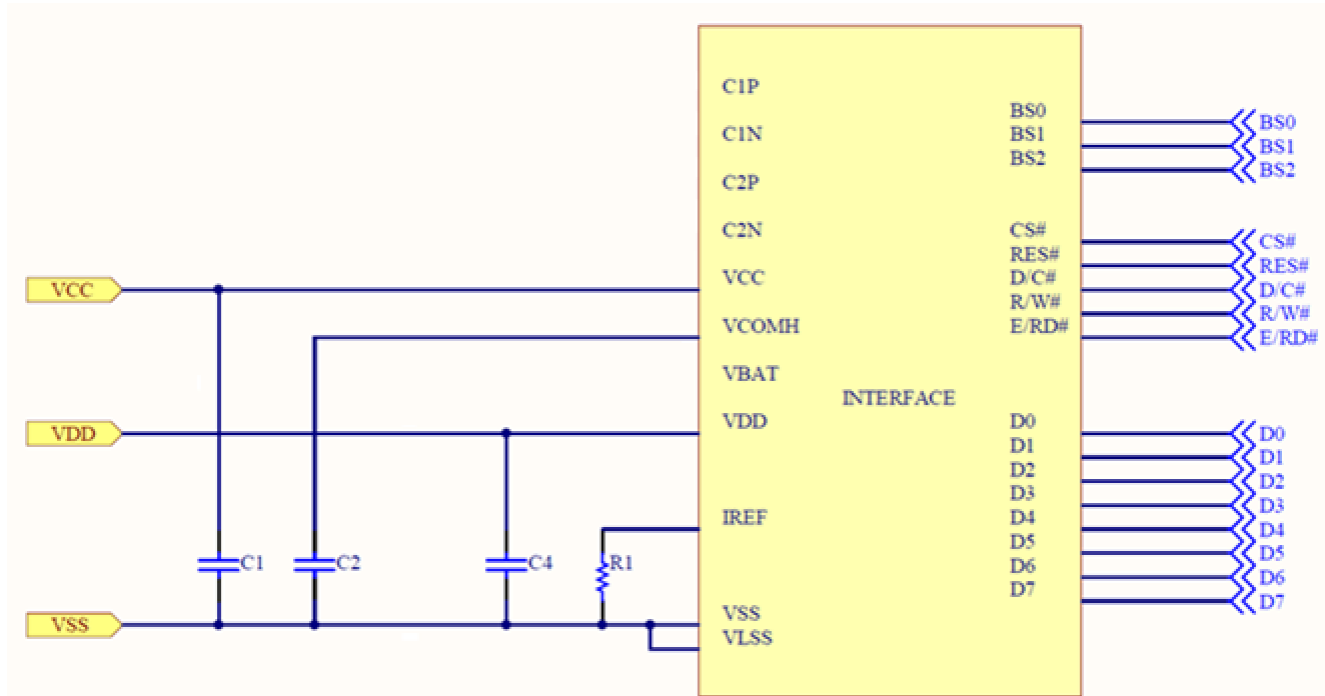 C1P
C1N
C2P
C2N
VCC
VCOMH
VBAT
VDD
IREF
VSS
VLSS
INTERFACE
BS0
BS1
BS2
CS#
RES#
D/C#
R/W#
E/RD#
D0
D1
D2
D3
D4
D5
D6
D7
BS0
BS1
BS2
CS#
RES#
D/C#
R/W#
E/RD#
D0
D1
D2
D3
D4
D5
D6
D7
VCC
VDD
VSS
C1
C2
C4
R1